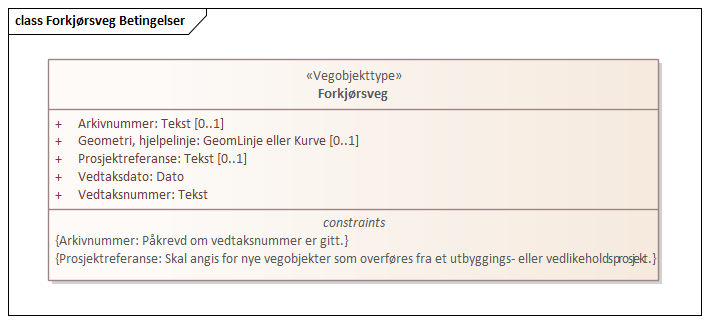 class Forkjørsveg Betingelser
«Vegobjekttype»
Forkjørsveg
+ Arkivnummer: Tekst [0..1]
+ Geometri, hjelpelinje: GeomLinje eller Kurve [0..1]
+ Prosjektreferanse: Tekst [0..1]
+ Vedtaksdato: Dato
+ Vedtaksnummer: Tekst
constraints
{Arkivnummer: Påkrevd om vedtaksnummer er gitt.}
{Prosjektreferanse: Skal angis for nye vegobjekter som overføres fra et utbyggings- eller vedlikeholdsprosjekt.}